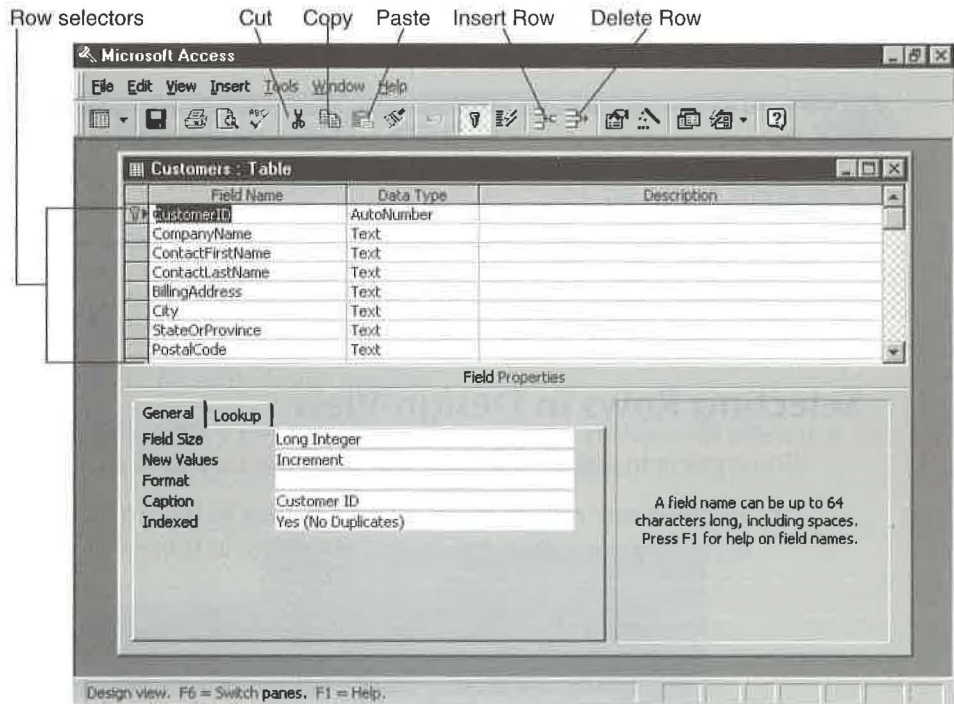 Row selectors Cut Copy Paste Insert Row Delete Row
Microsoft Access
File Edit View Insert Tools Window Help
Customers : Table
Field Name Data Type Description
CustomerID AutoNumber
CompanyName Text
ContactFirstName Text
ContactLastName Text
BillingAddress Text
City Text
StateOrProvince Text
PostalCode Text
Field Properties
General Lookup
Field Size Long Integer
New Values Increment
Format
Caption Customer ID
Indexed Yes (No Duplicates)
A field name can be up to 64
characters long, including spaces.
Press F1 for help on field names.
Design view. F6 = Switch panes. F1 = Help.